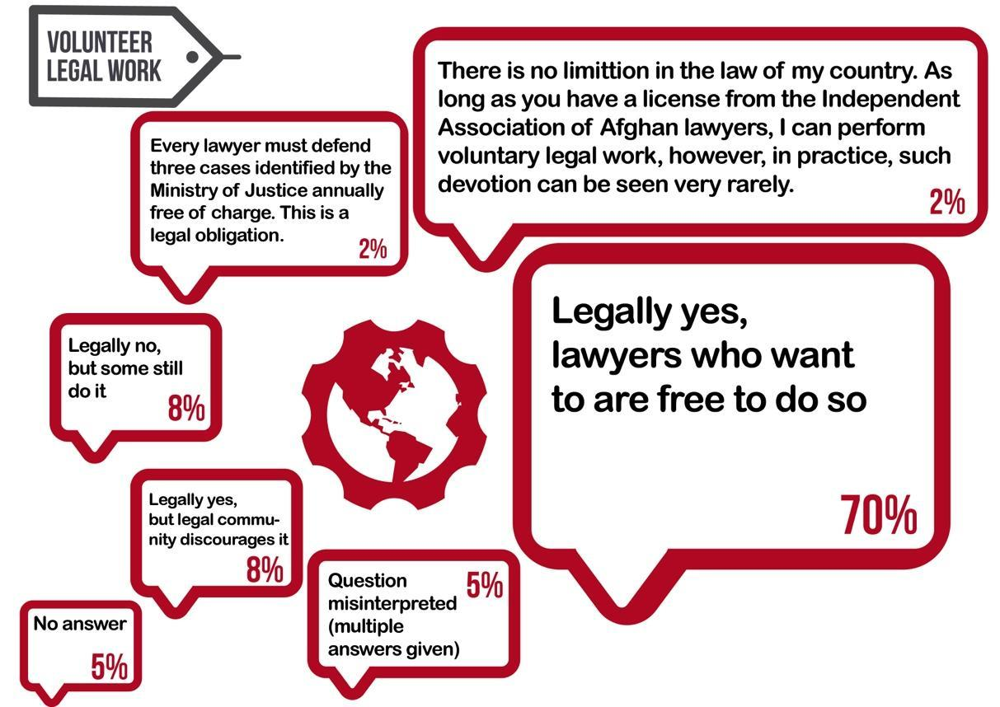 VOLUNTEER
LEGAL WORK
There is no limittion in the law of my country. As
long as you have a license from the Independent
Association of Afghan lawyers, I can perform
voluntary legal work, however, in practice, such
devotion can be seen very rarely.
2%
Every lawyer must defend
three cases identified by the
Ministry of Justice annually
free of charge. This is a
legal obligation.
2%
Legally yes,
lawyers who want
to are free to do so
70%
Legally no,
but some still
do it
8%
Legally yes,
but legal commu-
nity discourages it
8%
Question
misinterpreted
(multiple
answers given)
5%
No answer
5%